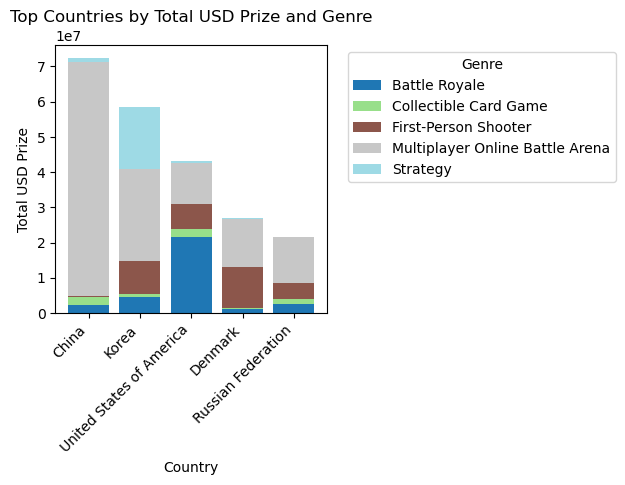 Top Countries by Total USD Prize and Genre
1e7
7
6
5
4
3
2
1
0
Total USD Prize
China
Korea
United States of America
Denmark
Russian Federation
Country
Genre
Battle Royale
Collectible Card Game
First-Person Shooter
Multiplayer Online Battle Arena
Strategy